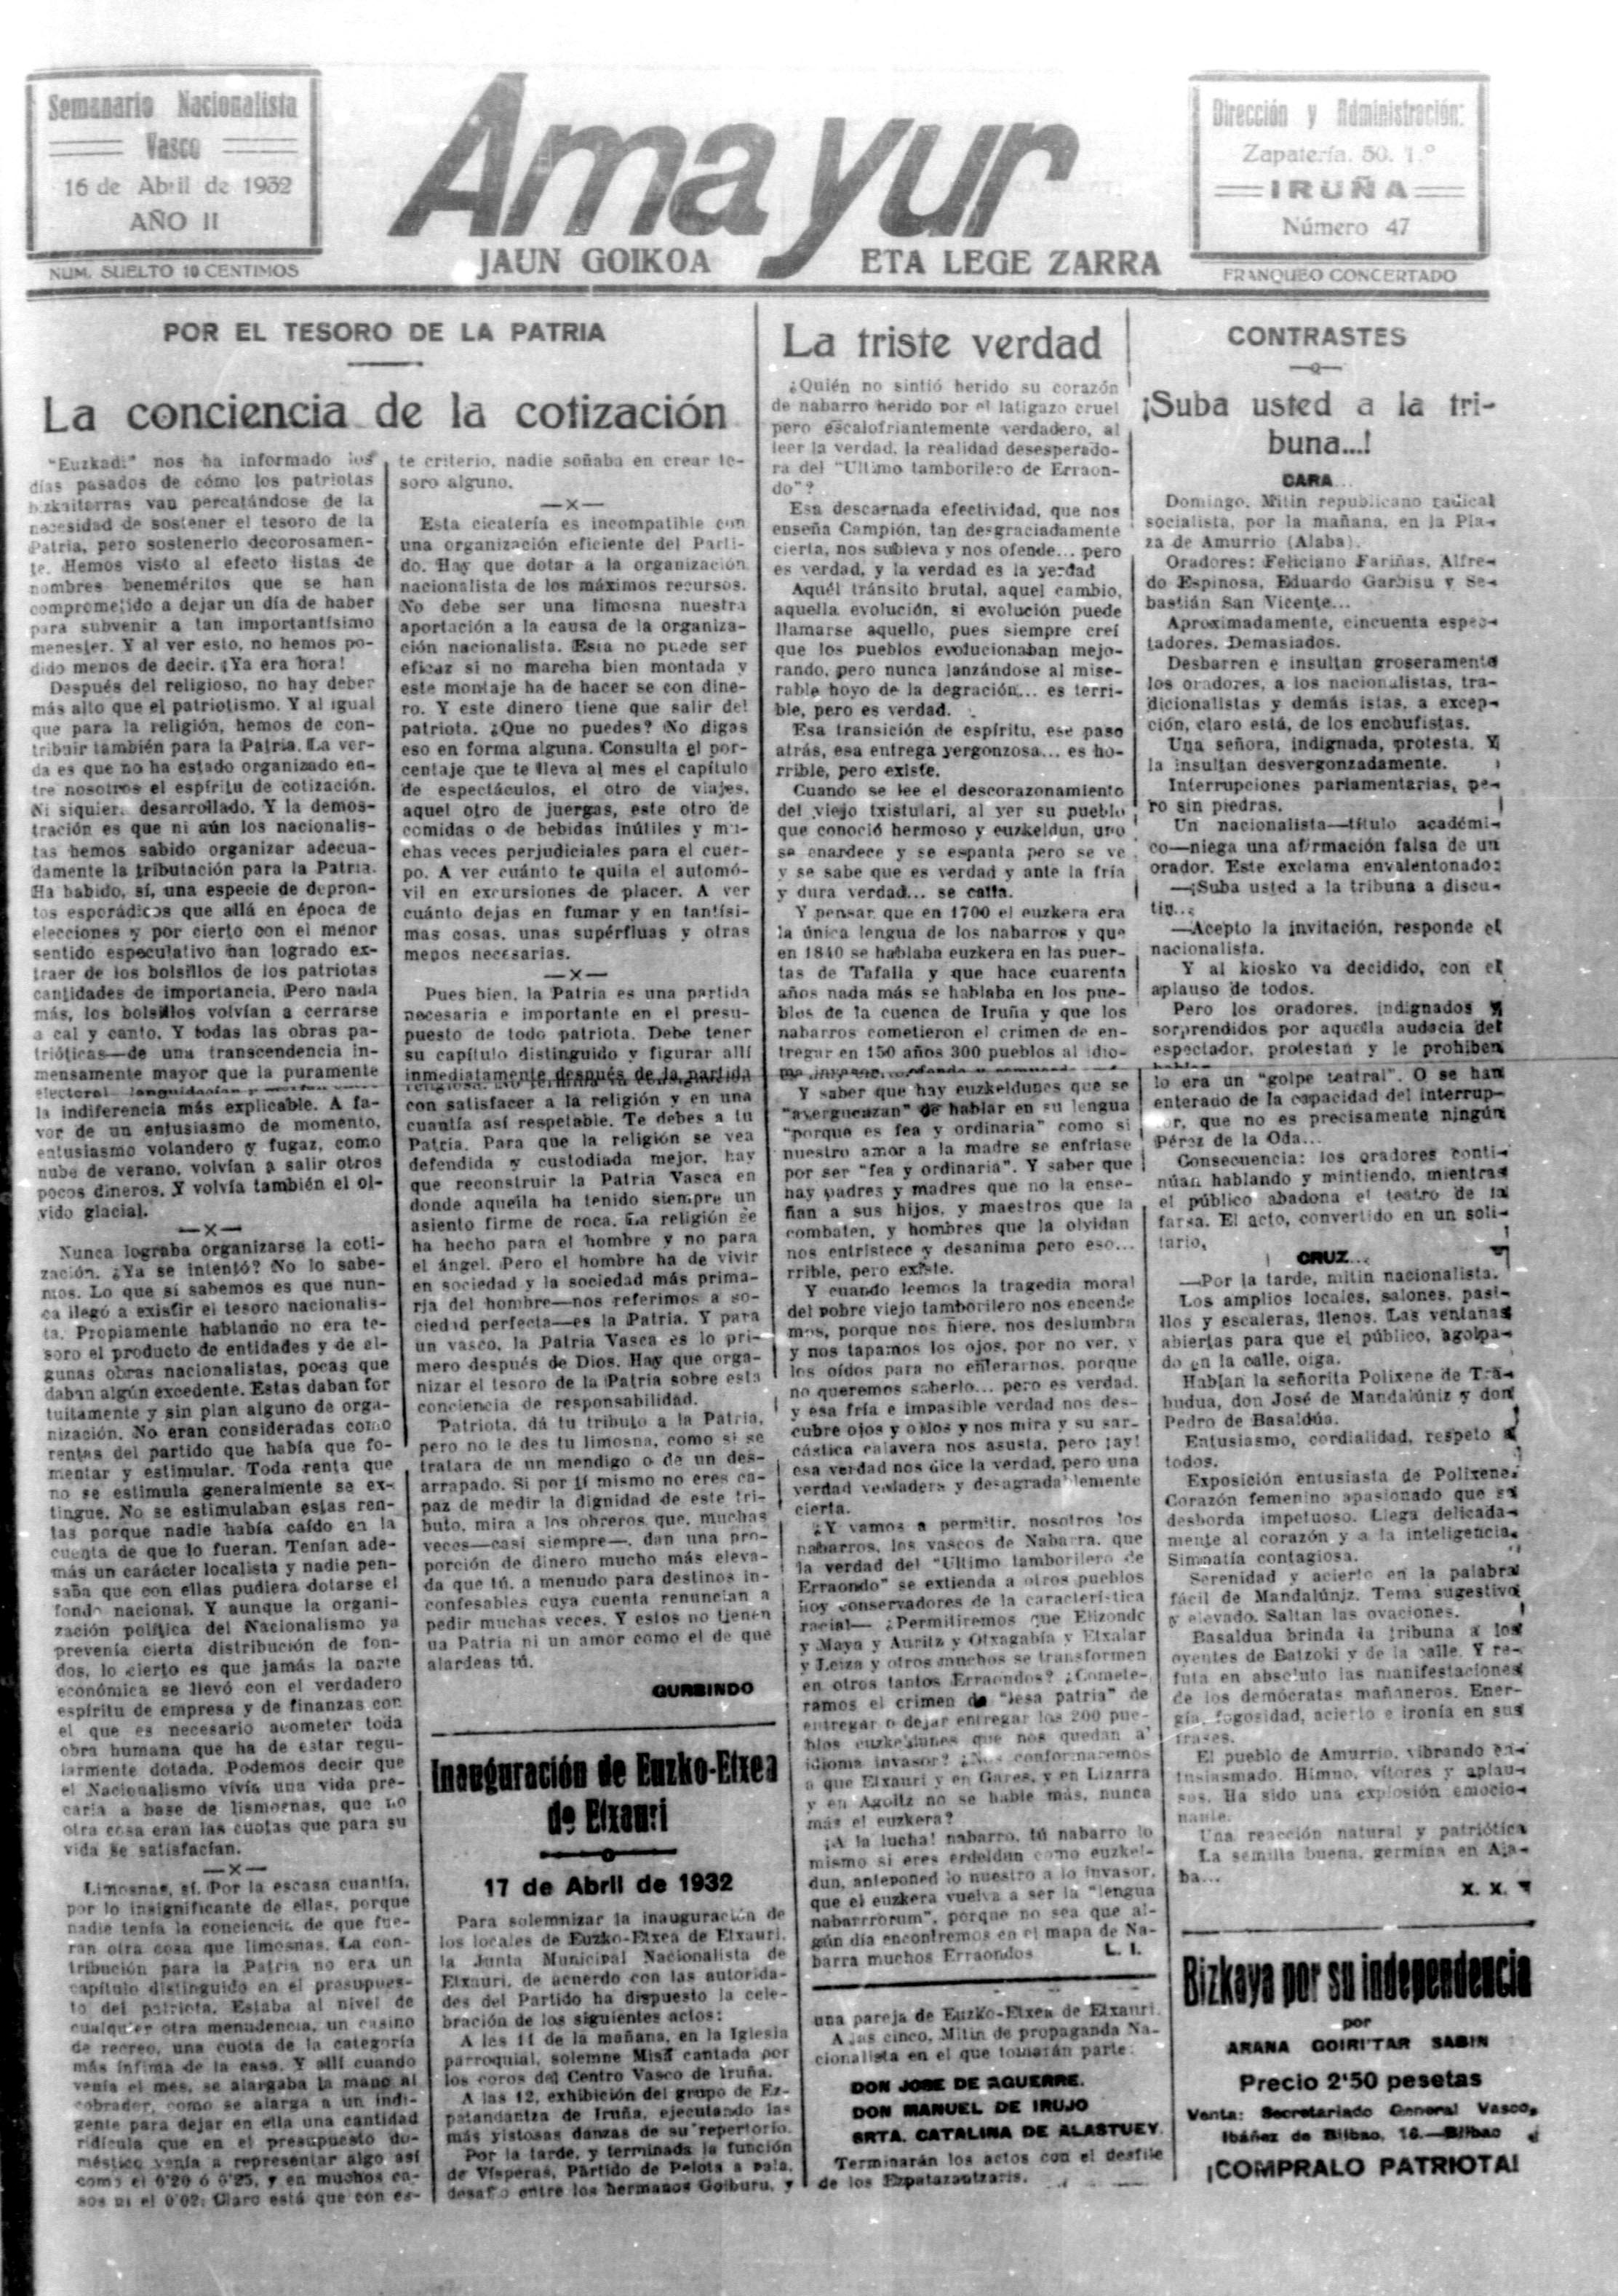 Semanario Nacionalista
Vasco
16 de Abril de 1932
AÑO II
NUM. SUELTO 10 CENTIMOS
Amayur
JAUN GOIKOA ETA LEGE ZARRA
Dirección y Administración:
Zapatería. 50. 1.º
IRUÑA
Número 47
FRANQUEO CONCERTADO
POR EL TESORO DE LA PATRIA
La conciencia de la cotización
"Euzkadi" nos ha informado los
días pasados de cómo los patriotas
bizkaitarras van percatándose de la
necesidad de sostener el tesoro de la
Patria, pero sostenerlo decorosamen-
te. Hemos visto al efecto listas de
nombres beneméritos que se han
comprometido a dejar un día de haber
para subvenir a tan importantísimo
menester. Y al ver esto, no hemos po-
dido menos de decir. ¡Ya era hora!
Después del religioso, no hay deber
más alto que el patriotismo. Y al igual
que para la religión, hemos de con-
tribuir también para la Patria. La ver-
da es que no ha estado organizado en-
tre nosotros el espíritu de cotización.
Ni siquier. desarrollado. Y la demos-
tración es que ni aún los nacionalis-
tas hemos sabido organizar adecua-
damente la tributación para la Patria.
Ha habido, sí, una especie de depron-
tos esporádicos que allá en época de
elecciones y por cierto con el menor
sentido especulativo han logrado ex-
traer de los bolsillos de los patriotas
cantidades de importancia. Pero nada
más, los bolsillos volvían a cerrarse
a cal y canto. Y todas las obras pa-
trióticas—de una transcendencia in-
mensamente mayor que la puramente
electoral
la indiferencia más explicable. A fa-
vor de un entusiasmo de momento,
entusiasmo volandero y fugaz, como
nube de verano, volvían a salir otros
pocos dineros. Y volvía también el ol-
vido glacial.
—x—
Nunca lograba organizarse la coti-
zación. ¿Ya se intentó? No lo sabe-
mos. Lo que sí sabemos es que nun-
ca llegó a existir el tesoro nacionalis-
ta. Propiamente hablando no era te-
soro el producto de entidades y de al-
gunas obras nacionalistas, pocas que
daban algún excedente. Estas daban for
tuitamente y sin plan alguno de orga-
nización. No eran consideradas como
rentas del partido que había que fo-
mentar y estimular. Toda renta que
no se estimula generalmente se ex-
tingue. No se estimulaban estas ren-
tas porque nadie había caído en la
cuenta de que lo fueran. Tenían ade-
más un carácter localista y nadie pen-
saba que con ellas pudiera dotarse el
fondo nacional. Y aunque la organi-
zación política del Nacionalismo ya
prevenía cierta distribución de fon-
dos, lo cierto es que jamás la parte
económica se llevó con el verdadero
espíritu de empresa y de finanzas con
el que es necesario acometer toda
obra humana que ha de estar regu-
larmente dotada. Podemos decir que
el Nacionalismo vivía una vida pre-
caria a base de lismornas, que no
otra cosa eran las cuotas que para su
vida se satisfacían.
—x—
Limosnas, sí. Por la escasa cuantía,
por lo insignificante de ellas, porque
nadie tenía la conciencia de que fue-
ran otra cosa que limosnas. La con-
tribución para la Patria no era un
capítulo distinguido en el presupues-
to del patriota. Estaba al nivel de
cualquier otra menudencia, un casino
de recreo, una cuota de la categoría
más ínfima de la casa. Y allí cuando
venía el mes, se alargaba la mano al
cobrador, como se alarga a un indi-
gente para dejar en ella una cantidad
ridícula que en el presupuesto do-
méstico venía a representar algo así
como el 0'20 ó 0'25, y en muchos ca-
sos ni el 0'02. Claro está que con es-
te criterio, nadie soñaba en crear te-
soro alguno.
—x—
Esta cicatería es incompatible con
una organización eficiente del Parti-
do. Hay que dotar a la organización
nacionalista de los máximos recursos.
No debe ser una limosna nuestra
aportación a la causa de la organiza-
ción nacionalista. Esta no puede ser
eficaz si no marcha bien montada y
este montaje ha de hacer se con dine-
ro. Y este dinero tiene que salir del
patriota. ¿Que no puedes? No digas
eso en forma alguna. Consulta el por-
centaje que te lleva al mes el capítulo
de espectáculos, el otro de viajes,
aquel otro de juergas, este otro de
comidas o de bebidas inútiles y mu-
chas veces perjudiciales para el cuer-
po. A ver cuánto te quita el automó-
vil en excursiones de placer. A ver
cuánto dejas en fumar y en tantísi-
mas cosas, unas supérfluas y otras
menos necesarias.
—x—
Pues bien, la Patria es una partida
necesaria e importante en el presu-
puesto de todo patriota. Debe tener
su capítulo distinguido y figurar allí
inmediatamente después de la partida
con satisfacer a la religión y en una
cuantía así respetable. Te debes a tu
Patria. Para que la religión se vea
defendida y custodiada mejor, hay
que reconstruir la Patria Vasca en
donde aquella ha tenido siempre un
asiento firme de roca. La religión se
ha hecho para el hombre y no para
el ángel. Pero el hombre ha de vivir
en sociedad y la sociedad más prima-
ria del hombre—nos referimos a so-
ciedad perfecta—es la Patria. Y para
un vasco, la Patria Vasca es lo pri-
mero después de Dios. Hay que orga-
nizar el tesoro de la Patria sobre esta
conciencia de responsabilidad.
Patriota, dá tu tributo a la Patria,
pero no le des tu limosna, como si se
tratara de un mendigo o de un des-
arrapado. Si por tí mismo no eres ca-
paz de medir la dignidad de este tri-
buto, mira a los obreros que, muchas
veces—casi siempre—, dan una pro-
porción de dinero mucho más eleva-
da que tú, a menudo para destinos in-
confesables cuya cuenta renuncian a
pedir muchas veces. Y estos no tienen
ua Patria ni un amor como el de que
alardeas tú.
GURBINDO
Inauguración de Euzko-Etxea
de Etxauri
17 de Abril de 1932
Para solemnizar la inauguración de
los locales de Euzko-Etxea de Etxauri,
la Junta Municipal Nacionalista de
Etxauri, de acuerdo con las autorida-
des del Partido ha dispuesto la cele-
bración de los siguientes actos:
A les 11 de la mañana, en la Iglesia
parroquial, solemne Misa cantada por
los coros del Centro Vasco de Iruña.
A las 12, exhibición del grupo de Ez-
patandantza de Iruña, ejecutando las
más vistosas danzas de su repertorio.
Por la tarde, y terminada la función
de Vísperas, Partido de Pelota a pala,
desafío entre los hermanos Goiburu, y
una pareja de Euzko-Etxea de Etxauri.
A las cinco, Mitin de propaganda Na-
cionalista en el que tomarán parte:
DON JOSE DE AGUERRE.
DON MANUEL DE IRUJO
SRTA. CATALINA DE ALASTUEY.
Terminarán los actos con el desfile
de los Ezpatazantzaris.
La triste verdad
¿Quién no sintió herido su corazón
de nabarro herido por el latigazo cruel
pero escalofriantemente verdadero, al
leer la verdad, la realidad desesperado-
ra del "Ultimo tamborilero de Erraon-
do"?
Esa descarnada efectividad, que nos
enseña Campión, tan desgraciadamente
cierta, nos subleva y nos ofende... pero
es verdad, y la verdad es la verdad
Aquél tránsito brutal, aquel cambio,
aquella evolución, si evolución puede
llamarse aquello, pues siempre creí
que los pueblos evolucionaban mejo-
rando, pero nunca lanzándose al mise-
rable hoyo de la degración... es terri-
ble, pero es verdad.
Esa transición de espíritu, ese paso
atrás, esa entrega vergonzosa... es ho-
rrible, pero existe.
Cuando se lee el descorazonamiento
del viejo txistulari, al ver su pueblo
que conoció hermoso y euzkeldun, uno
se enardece y se espanta pero se ve
y se sabe que es verdad y ante la fría
y dura verdad... se calla.
Y pensar que en 1700 el euzkera era
la única lengua de los nabarros y que
en 1840 se hablaba euzkera en las puer-
tas de Tafalla y que hace cuarenta
años nada más se hablaba en los pue-
blos de la cuenca de Iruña y que los
nabarros cometieron el crimen de en-
tregar en 150 años 300 pueblos al idio-
Y saber que hay euzkeldunes que se
"avergueazan" de hablar en su lengua
"porque es fea y ordinaria" como si
nuestro amor a la madre se enfriase
por ser "fea y ordinaria". Y saber que
hay padres y madres que no la ense-
ñan a sus hijos, y maestros que la
combaten, y hombres que la olvidan
nos entristece y desanima pero eso...
rrible, pero existe.
Y cuando leemos la tragedia moral
del pobre viejo tamborilero nos encende
mos, porque nos hiere, nos deslumbra
y nos tapamos los ojos, por no ver, y
los oídos para no enterarnos, porque
no queremos saberlo... pero es verdad,
y esa fría e impasible verdad nos des-
cubre ojos y oídos y nos mira y su sar-
cástica calavera nos asusta, pero ¡ay!
esa verdad nos dice la verdad, pero una
verdad verdadera y desagradablemente
cierta.
¿Y vamos a permitir, nosotros los
nabarros, los vascos de Nabarra, que
la verdad del "Ultimo tamborilero de
Erraondo" se extienda a otros pueblos
hoy conservadores de la característica
racial— ¿Permitiremos que Elizondo
y Maya y Auritz y Otxagabía y Etxalar
y Leiza y otros muchos se transformen
en otros tantos Erraondos? ¿Comete-
ramos el crimen de "lesa patria" de
entregar o dejar entregar los 200 pue-
blos euzkeldunes que nos quedan al
idioma invasor? ¿Nos conformaremos
a que Etxauri y en Gares, y en Lizarra
y en Agoitz no se hable más, nunca
más el euzkera?
¡A la lucha! nabarro, tú nabarro lo
mismo si eres erdeldun como euzkel-
dun, anteponed lo nuestro a lo invasor,
que el euzkera vuelva a ser la "lengua
nabarrrorum", porque no sea que al-
gún día encontremos en el mapa de Na-
barra muchos Erraondos L. I.
CONTRASTES
¡Suba usted a la tri-
buna...!
CARA...
Domingo. Mitin republicano radical
socialista, por la mañana, en la Pla-
za de Amurrio (Alaba).
Oradores: Feliciano Fariñas, Alfre-
do Espinosa, Eduardo Garbisu y Se-
bastián San Vicente...
Aproximadamente, cincuenta espec-
tadores. Demasiados.
Desbarren e insultan groseramente
los oradores, a los nacionalistas, tra-
dicionalistas y demás istas, a excep-
ción, claro está, de los enchufistas.
Una señora, indignada, protesta. Y
la insultan desvergonzadamente.
Interrupciones parlamentarias, pe-
ro sin piedras.
Un nacionalista—título académi-
co—niega una afirmación falsa de un
orador. Este exclama envalentonado:
—¡Suba usted a la tribuna a discu-
tir...
—Acepto la invitación, responde el
nacionalista.
Y al kiosko va decidido, con el
aplauso de todos.
Pero los oradores, indignados y
sorprendidos por aquella audacia del
espectador, protestan y le prohiben
lo era un "golpe teatral". O se han
enterado de la capacidad del interrup-
or, que no es precisamente ningún
Pérez de la Oda...
Consecuencia: los oradores conti-
núan hablando y mintiendo, mientras
el público abadona el teatro de la
farsa. El acto, convertido en un soli-
tario,
CRUZ...
—Por la tarde, mitin nacionalista.
Los amplios locales, salones, pasi-
llos y escaleras, llenos. Las ventanas
abiertas para que el público, agolpa-
do en la calle, oiga.
Hablan la señorita Polixene de Tra-
budua, don José de Mandalúniz y don
Pedro de Basaldúa.
Entusiasmo, cordialidad, respeto a
todos.
Exposición entusiasta de Polixene.
Corazón femenino apasionado que se
desborda impetuoso. Llega delicada-
mente al corazón y a la inteligencia.
Simpatía contagiosa.
Serenidad y acierto en la palabra
fácil de Mandalúniz. Tema sugestivo
y elevado. Saltan las ovaciones.
Basaldua brinda la tribuna a los
oyentes de Batzoki y de la calle. Y re-
futa en absoluto las manifestaciones
de los demócratas mañaneros. Ener-
gía, fogosidad, acierto e ironía en sus
frases.
El pueblo de Amurrio, vibrando en-
tusiasmado. Himno, vítores y aplau-
sos. Ha sido una explosión emocio-
nante.
Una reacción natural y patriótica
La semilla buena, germina en Ala-
ba...
X. X.
Bizkaya por su independencia
por
ARANA GOIRI'TAR SABIN
Precio 2'50 pesetas
Venta: Secretariado General Vasco,
Ibáñez de Bilbao, 16.—Bilbao
¡COMPRALO PATRIOTA!